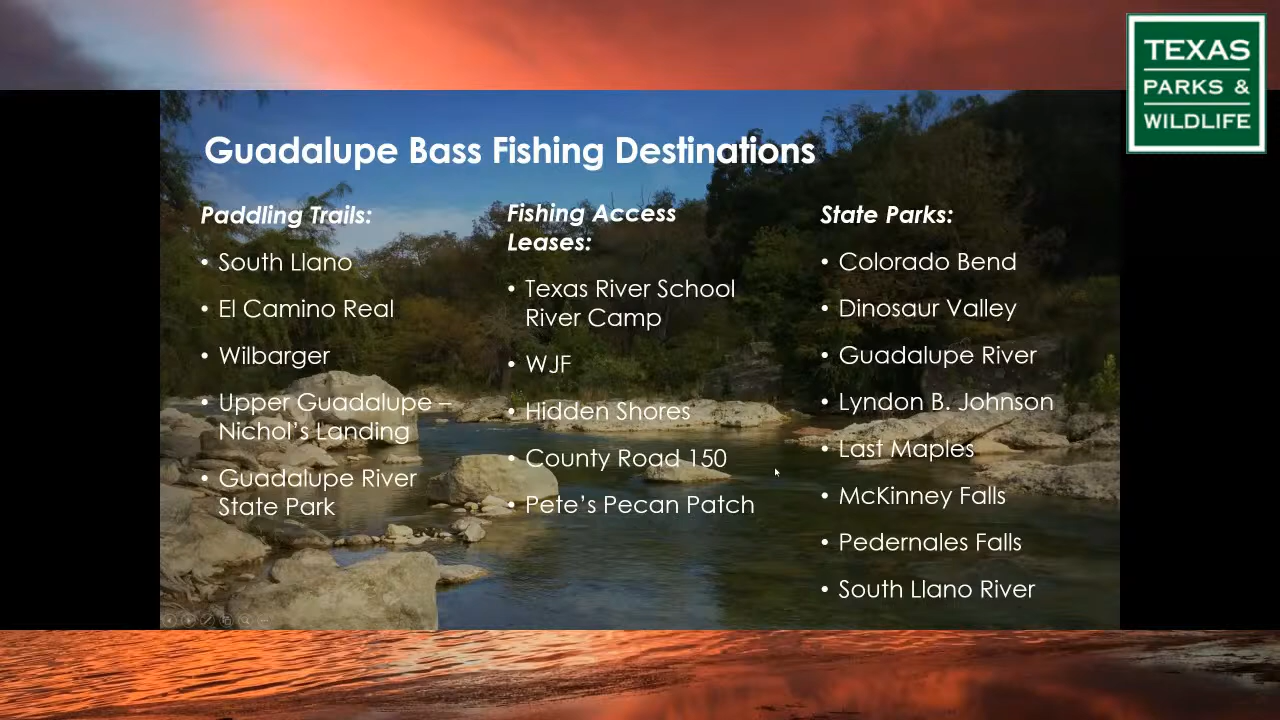 TEXAS
PARKS &
WILDLIFE
Guadalupe Bass Fishing Destinations
Paddling Trails:
• South Llano
• El Camino Real
• Wilbarger
• Upper Guadalupe –
Nichol's Landing
• Guadalupe River
State Park
Fishing Access
Leases:
• Texas River School
River Camp
• WJF
• Hidden Shores
• County Road 150
• Pete's Pecan Patch
State Parks:
• Colorado Bend
• Dinosaur Valley
• Guadalupe River
• Lyndon B. Johnson
• Last Maples
• McKinney Falls
• Pedernales Falls
• South Llano River